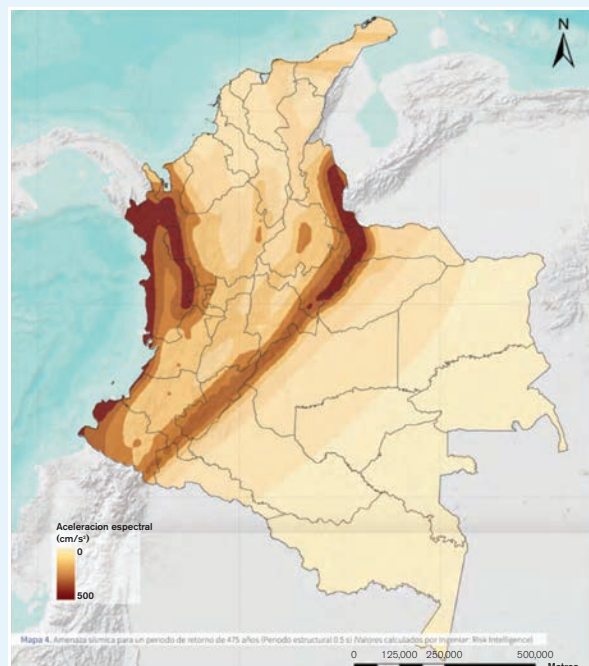 N
Aceleracion espectral
(cm/s²)
0
500
Mapa 4. Amenaza sísmica para un periodo de retorno de 475 años (Periodo estructural 0.5 s) (Valores calculados por Ingeniar: Risk Intelligence)
0 125,000 250,000 500,000
Metros